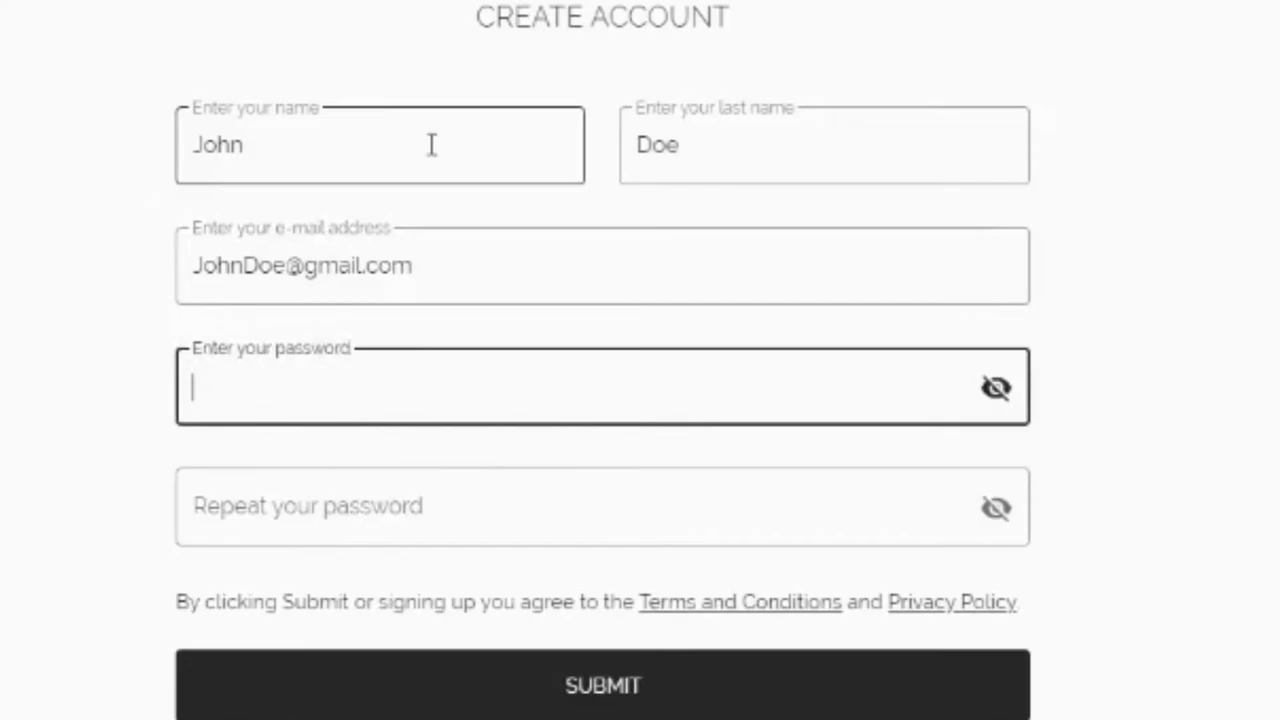 CREATE ACCOUNT
Enter your name
Enter your last name
John
Doe
Enter your e-mail address
JohnDoe@gmail.com
Enter your password
Repeat your password
By clicking Submit or signing up you agree to the Terms and Conditions and Privacy Policy
SUBMIT